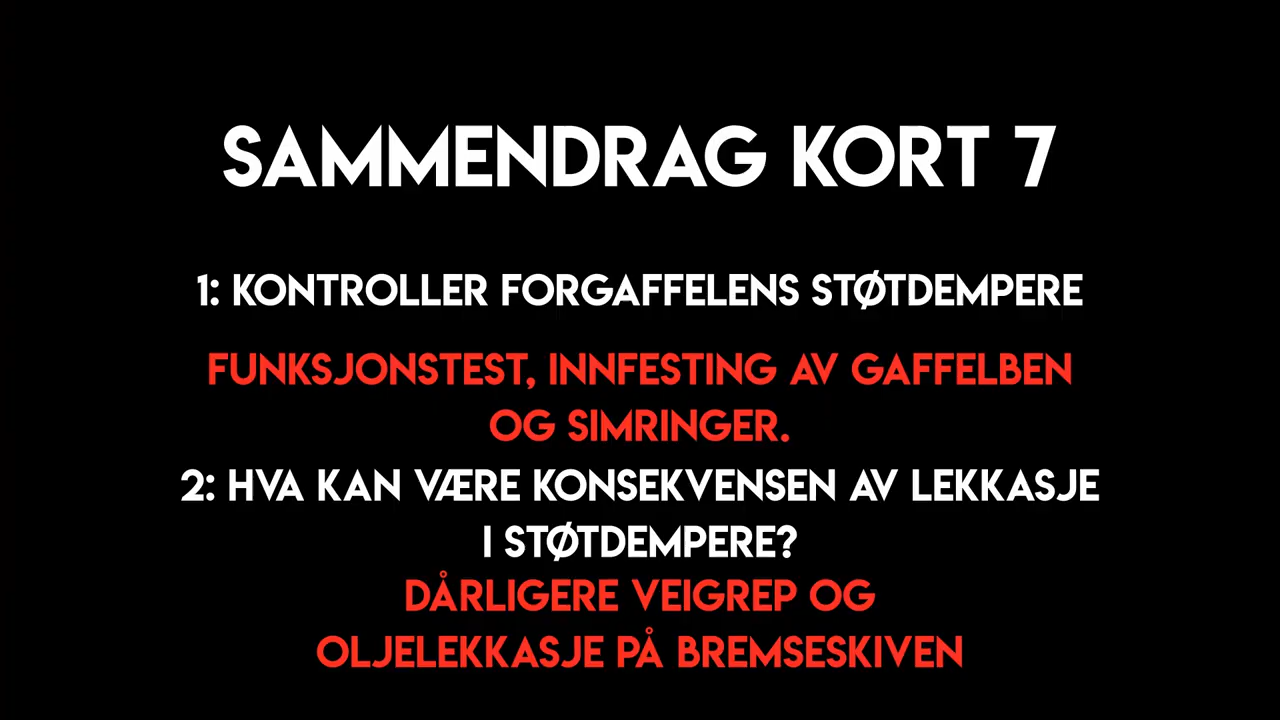 SAMMENDRAG KORT 7
1: KONTROLLER FORGAFFELENS STØTDEMPERE
FUNKSJONSTEST, INNFESTING AV GAFFELBEN
OG SIMRINGER.
2: HVA KAN VÆRE KONSEKVENSEN AV LEKKASJE
I STØTDEMPERE?
DÅRLIGERE VEIGREP OG
OLJELEKKASJE PÅ BREMSESKIVEN